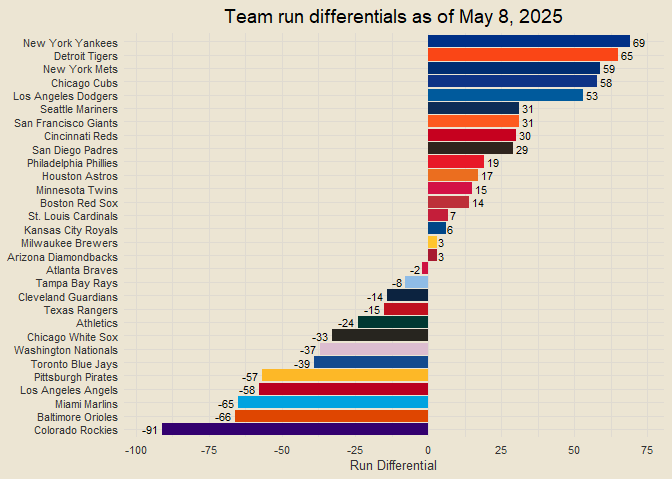 Team run differentials as of May 8, 2025
New York Yankees 69
Detroit Tigers 65
New York Mets 59
Chicago Cubs 58
Los Angeles Dodgers 53
Seattle Mariners 31
San Francisco Giants 31
Cincinnati Reds 30
San Diego Padres 29
Philadelphia Phillies 19
Houston Astros 17
Minnesota Twins 15
Boston Red Sox 14
St. Louis Cardinals 7
Kansas City Royals 6
Milwaukee Brewers 3
Arizona Diamondbacks 3
Atlanta Braves -2
Tampa Bay Rays -8
Cleveland Guardians -14
Texas Rangers -15
Athletics -24
Chicago White Sox -33
Washington Nationals -37
Toronto Blue Jays -39
Pittsburgh Pirates -57
Los Angeles Angels -58
Miami Marlins -65
Baltimore Orioles -66
Colorado Rockies -91
-100 -75 -50 -25 0 25 50 75
Run Differential